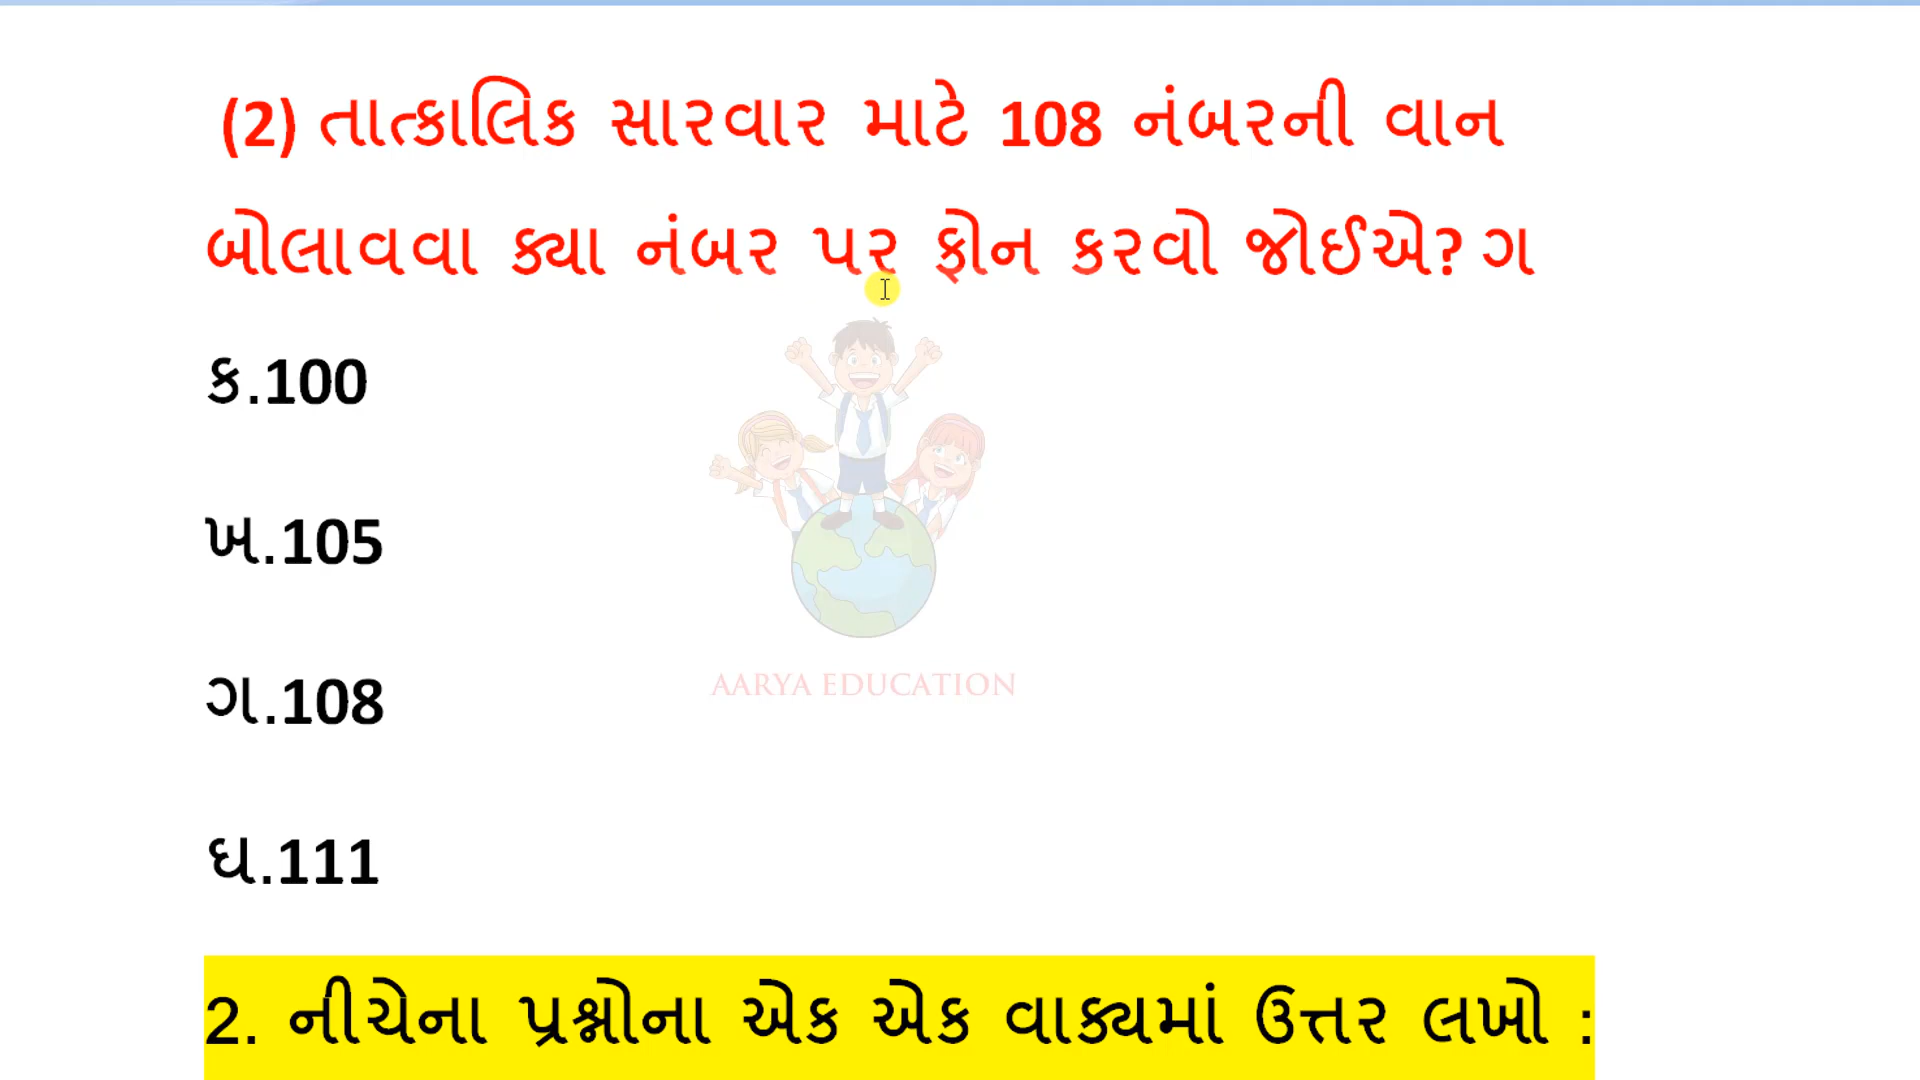 (2) તાત્કાલિક સારવાર માટે 108 નંબરની વાન
બોલાવવા ક્યા નંબર પર ફોન કરવો જોઈએ? ગ
ક.100
ખ.105
ગ.108
AARYA EDUCATION
ઘ.111
2. નીચેના પ્રશ્નોના એક એક વાક્યમાં ઉત્તર લખો :